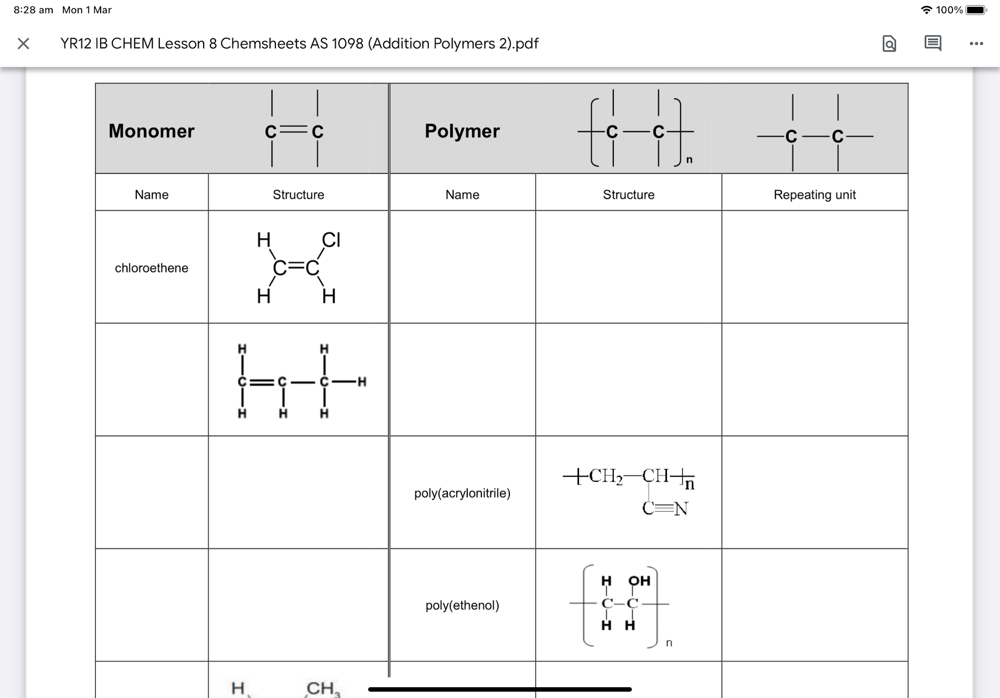 8:28 am Mon 1 Mar
100%
YR12 IB CHEM Lesson 8 Chemsheets AS 1098 (Addition Polymers 2).pdf
Monomer
C=C
Polymer
C—C
n
—C—C—
Name
Structure
Name
Structure
Repeating unit
chloroethene
H Cl
C=C
H H
H H
C=C—C—H
H H H
poly(acrylonitrile)
CH₂—CH
n
C≡N
poly(ethenol)
H OH
C—C
H H
n
H CH₃